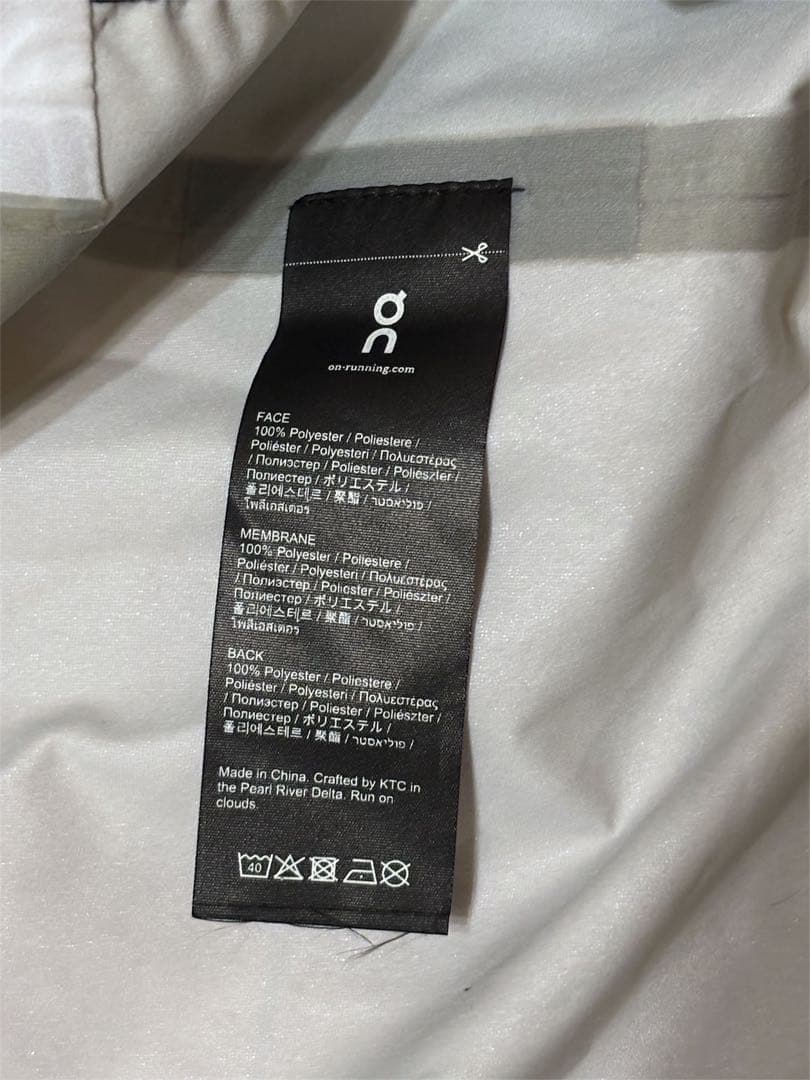 on
on-running.com
FACE
100% Polyester / Poliestere /
Poliéster / Polyesteri / Πολυεστέρας
/ Полиэстер / Poliester / Poliészter /
Полиестер / ポリエステル /
폴리에스테르 / 聚酯 / פוליאסטר /
โพลีเอสเตอร
MEMBRANE
100% Polyester / Poliestere /
Poliéster / Polyesteri / Πολυεστέρας
/ Полиэстер / Poliester / Poliészter /
Полиестер / ポリエステル /
폴리에스테르 / 聚酯 / פוליאסטר /
โพลีเอสเตอร
BACK
100% Polyester / Poliestere /
Poliéster / Polyesteri / Πολυεστέρας
/ Полиэстер / Poliester / Poliészter /
Полиестер / ポリエステル /
폴리에스테르 / 聚酯 / פוליאסטר /
Made in China. Crafted by KTC in
the Pearl River Delta. Run on
clouds.
40